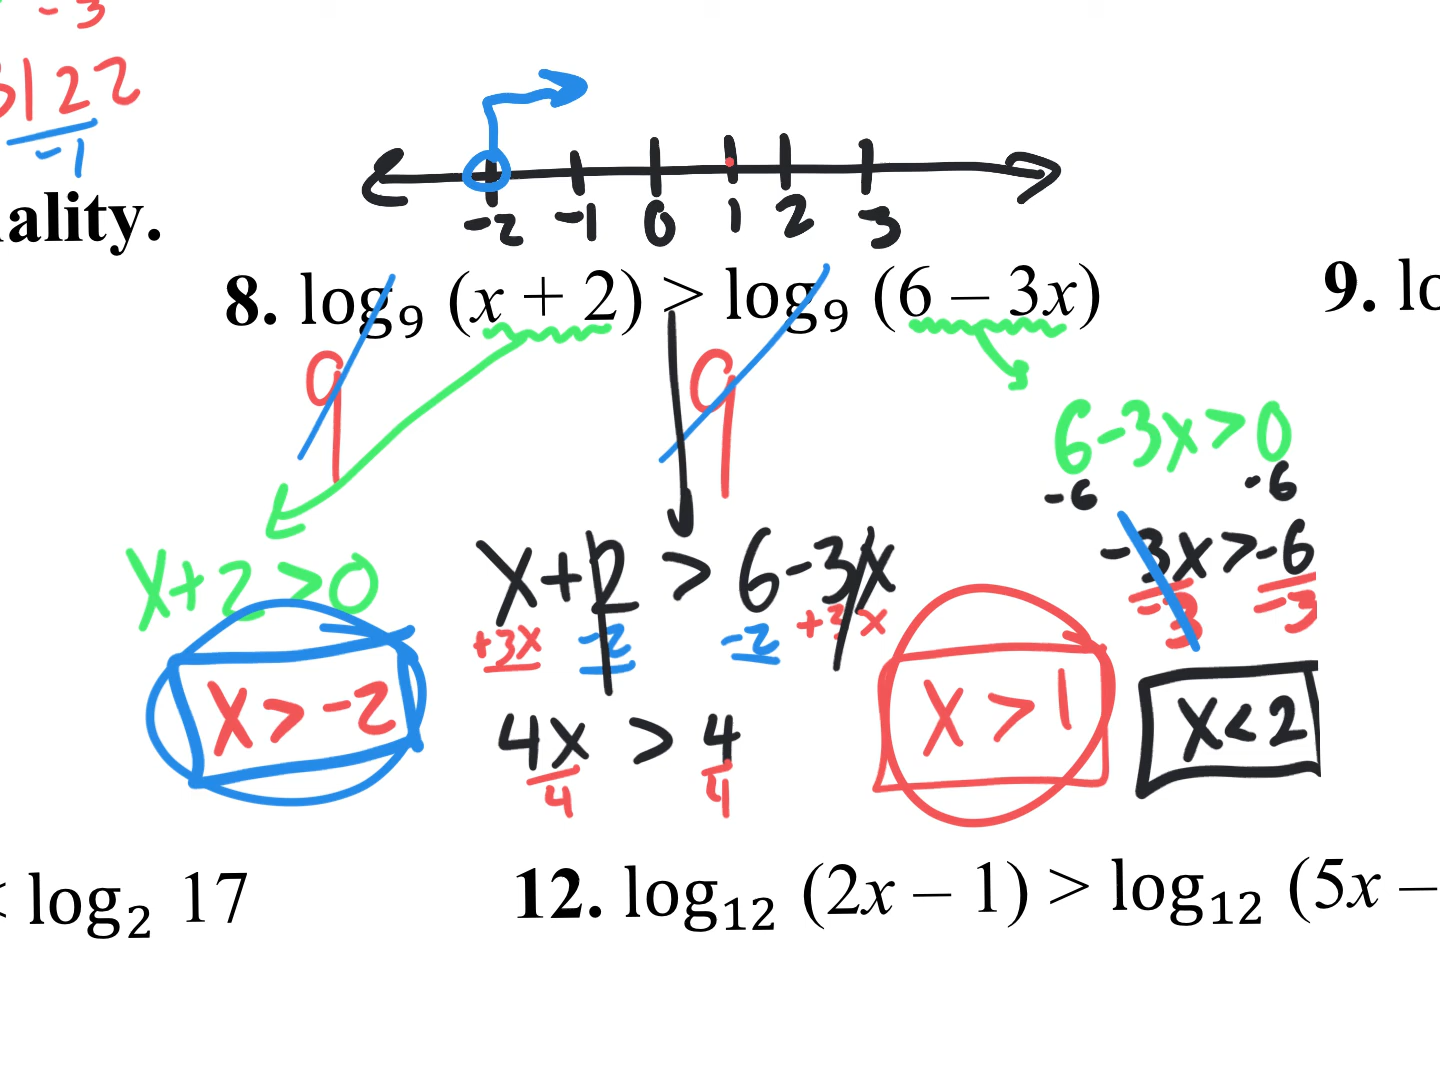 -3
3122
-1
ality.
-2 -1 0 1 2 3
8. log₉ (x + 2) > log₉ (6 – 3x)
9. lo
9 9
6-3x>0
-6 -6
x+2>0
x+2 > 6-3x
-3x>-6
+3x -2 -2 +3x
-3 -3
x>-2
4x > 4
4 4
x>1
x<2
< log₂ 17
12. log₁₂ (2x – 1) > log₁₂ (5x –